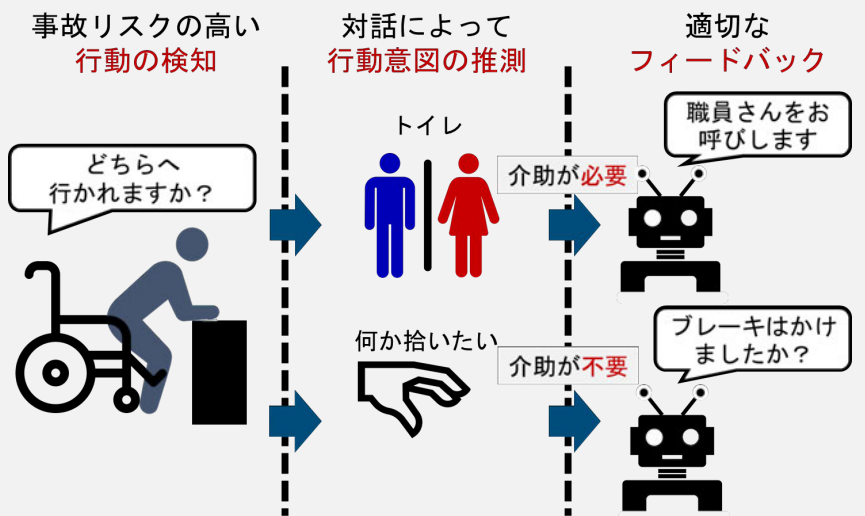 事故リスクの高い
行動の検知
対話によって
行動意図の推測
適切な
フィードバック
どちらへ
行かれますか？
トイレ
介助が必要
職員さんをお
呼びします
何か拾いたい
介助が不要
ブレーキはかけ
ましたか？